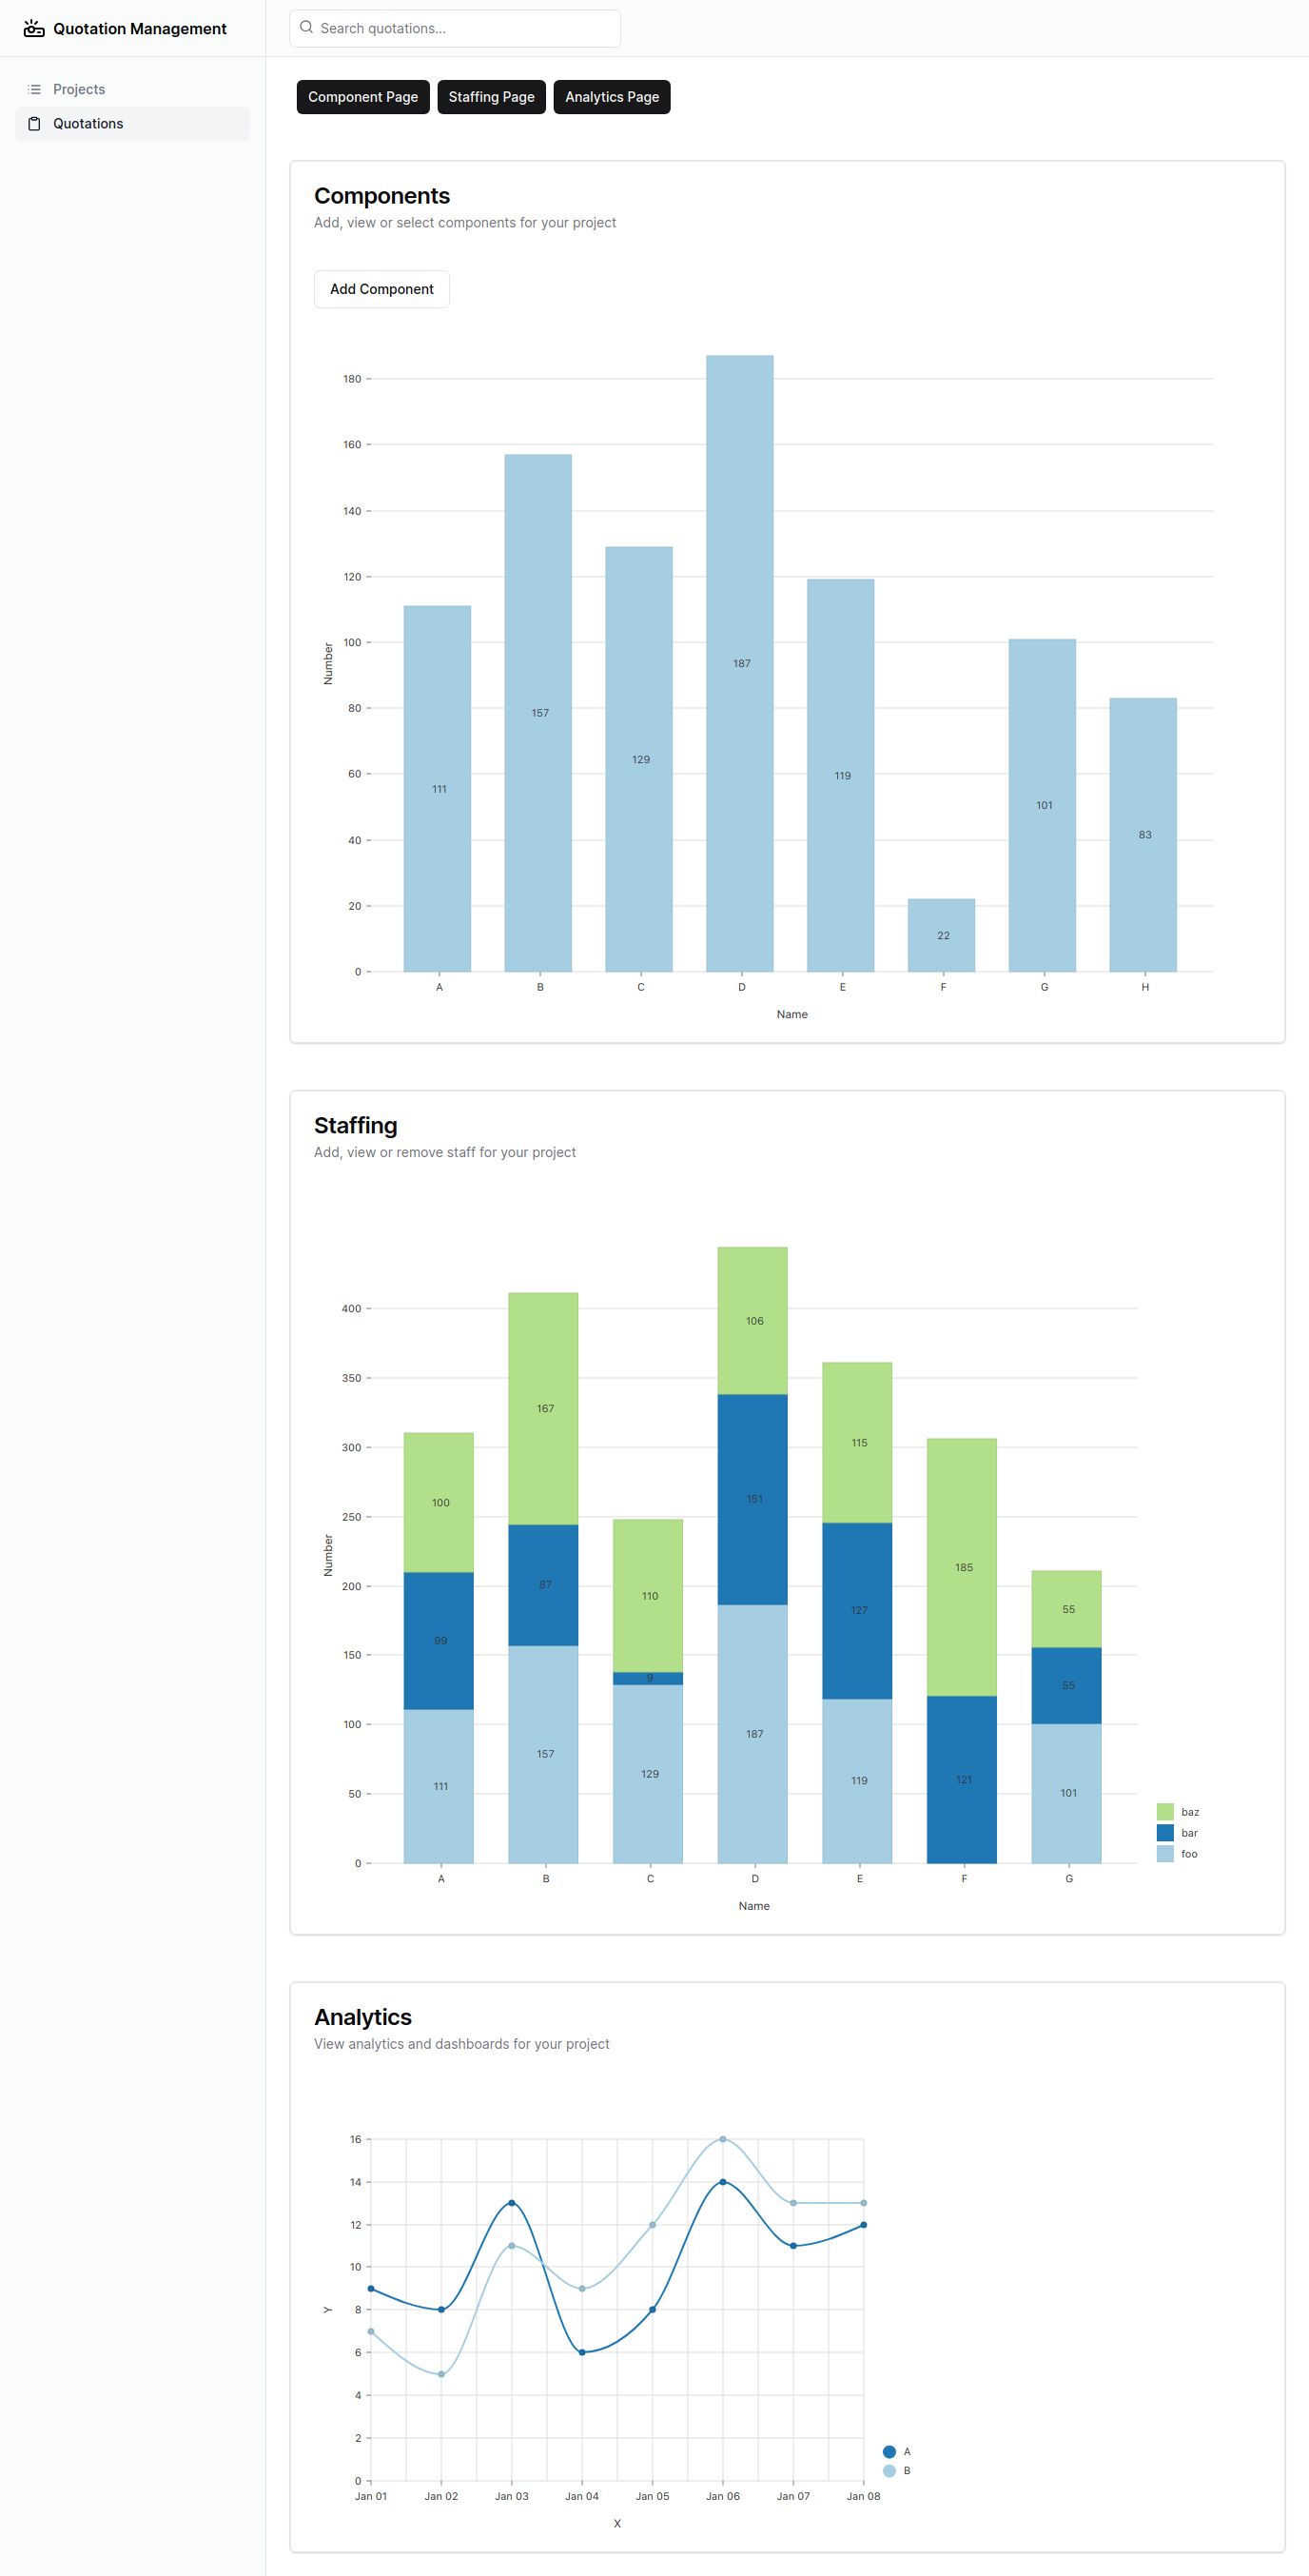 Quotation Management
Search quotations...
Projects
Quotations
Component Page
Staffing Page
Analytics Page
Components
Add, view or select components for your project
Add Component
180
160
140
120
100
80
60
40
20
0
Number
111
157
129
187
119
22
101
83
A B C D E F G H
Name
Staffing
Add, view or remove staff for your project
400
350
300
250
200
150
100
50
0
Number
100
99
111
167
87
157
110
9
129
106
151
187
115
127
119
185
121
55
55
101
baz
bar
foo
A B C D E F G
Name
Analytics
View analytics and dashboards for your project
16
14
12
10
8
6
4
2
0
Y
A
B
Jan 01 Jan 02 Jan 03 Jan 04 Jan 05 Jan 06 Jan 07 Jan 08
X